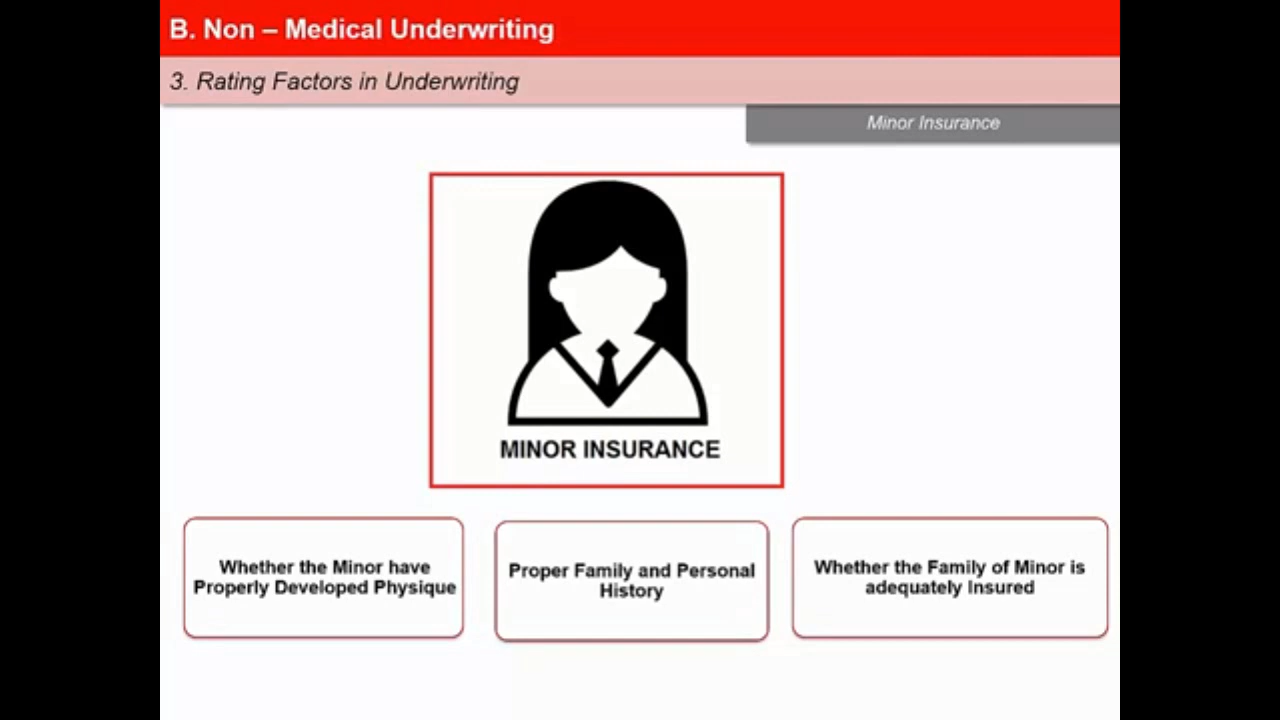 B. Non – Medical Underwriting
3. Rating Factors in Underwriting
Minor Insurance
MINOR INSURANCE
Whether the Minor have
Properly Developed Physique
Proper Family and Personal
History
Whether the Family of Minor is
adequately Insured